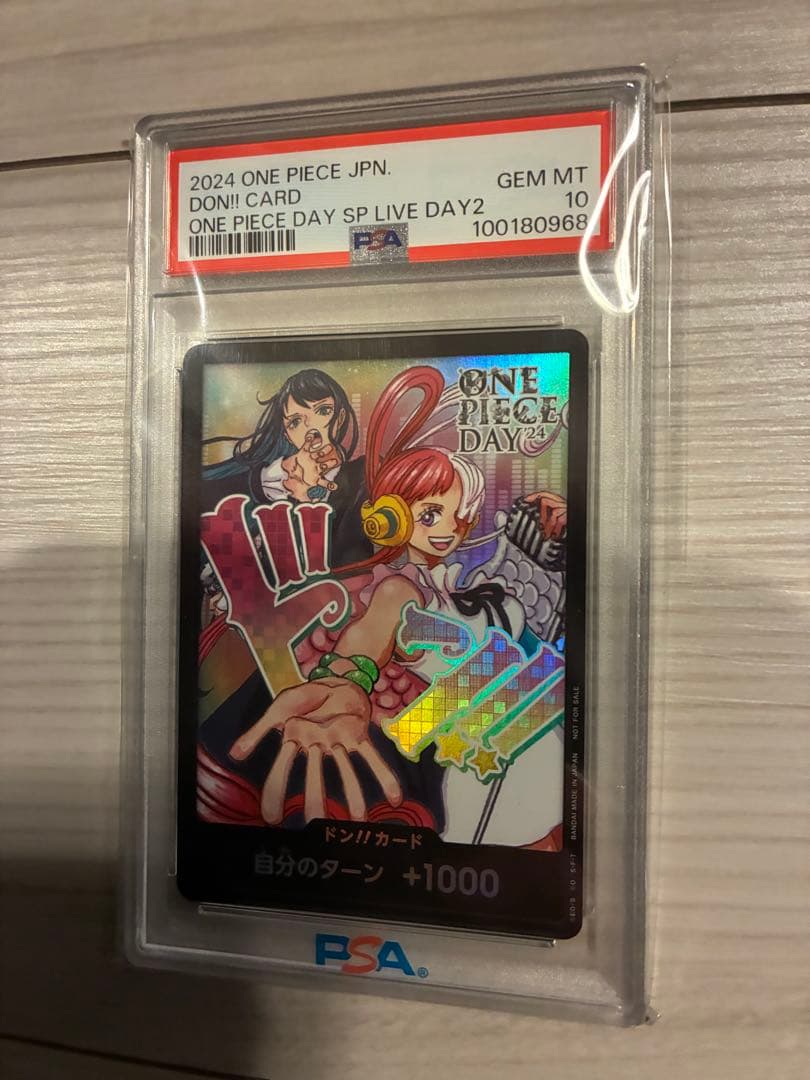 2024 ONE PIECE JPN.
DON!! CARD
ONE PIECE DAY SP LIVE DAY2
GEM MT
10
100180968
PSA
ONE
PIECE
DAY'24
ドン!!
ドン!!カード
自分のターン +1000
BANDAI MADE IN JAPAN NOT FOR SALE
PSA®